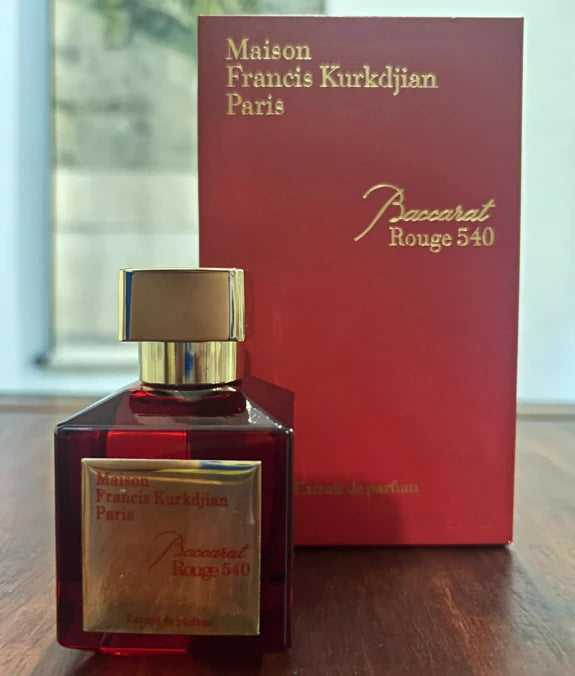 Maison
Francis Kurkdjian
Paris
Baccarat
Rouge 540
Extrait de parfum
Maison
Francis Kurkdjian
Paris
Baccarat
Rouge 540
Extrait de parfum